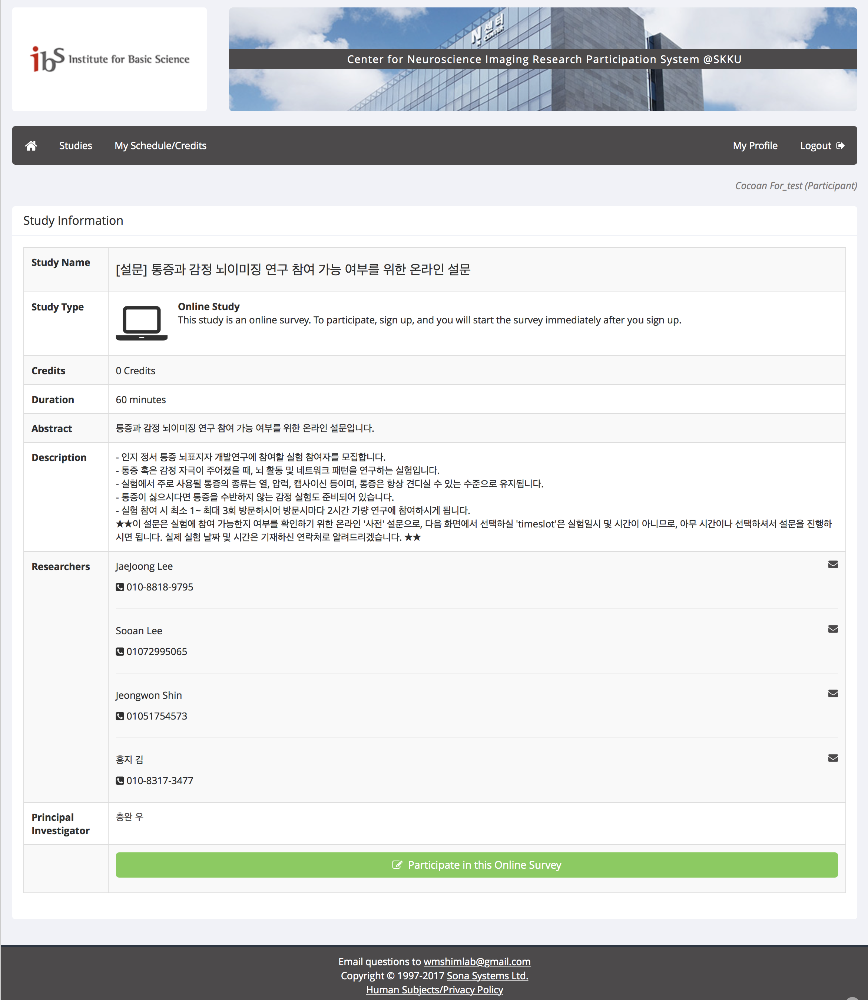 ibs Institute for Basic Science
N 센터
CENTER
Center for Neuroscience Imaging Research Participation System @SKKU
Studies
My Schedule/Credits
My Profile
Logout
Cocoan For_test (Participant)
Study Information
Study Name
[설문] 통증과 감정 뇌이미징 연구 참여 가능 여부를 위한 온라인 설문
Study Type
Online Study
This study is an online survey. To participate, sign up, and you will start the survey immediately after you sign up.
Credits
0 Credits
Duration
60 minutes
Abstract
통증과 감정 뇌이미징 연구 참여 가능 여부를 위한 온라인 설문입니다.
Description
- 인지 정서 통증 뇌표지자 개발연구에 참여할 실험 참여자를 모집합니다.
- 통증 혹은 감정 자극이 주어졌을 때, 뇌 활동 및 네트워크 패턴을 연구하는 실험입니다.
- 실험에서 주로 사용될 통증의 종류는 열, 압력, 캡사이신 등이며, 통증은 항상 견디실 수 있는 수준으로 유지됩니다.
- 통증이 싫으시다면 통증을 수반하지 않는 감정 실험도 준비되어 있습니다.
- 실험 참여 시 최소 1~ 최대 3회 방문하시어 방문시마다 2시간 가량 연구에 참여하시게 됩니다.
★★이 설문은 실험에 참여 가능한지 여부를 확인하기 위한 온라인 '사전' 설문으로, 다음 화면에서 선택하실 'timeslot'은 실험일시 및 시간이 아니므로, 아무 시간이나 선택하셔서 설문을 진행하
시면 됩니다. 실제 실험 날짜 및 시간은 기재하신 연락처로 알려드리겠습니다. ★★
Researchers
JaeJoong Lee
010-8818-9795
Sooan Lee
01072995065
Jeongwon Shin
01051754573
홍지 김
010-8317-3477
Principal
Investigator
충완 우
Participate in this Online Survey
Email questions to wmshimlab@gmail.com
Copyright © 1997-2017 Sona Systems Ltd.
Human Subjects/Privacy Policy